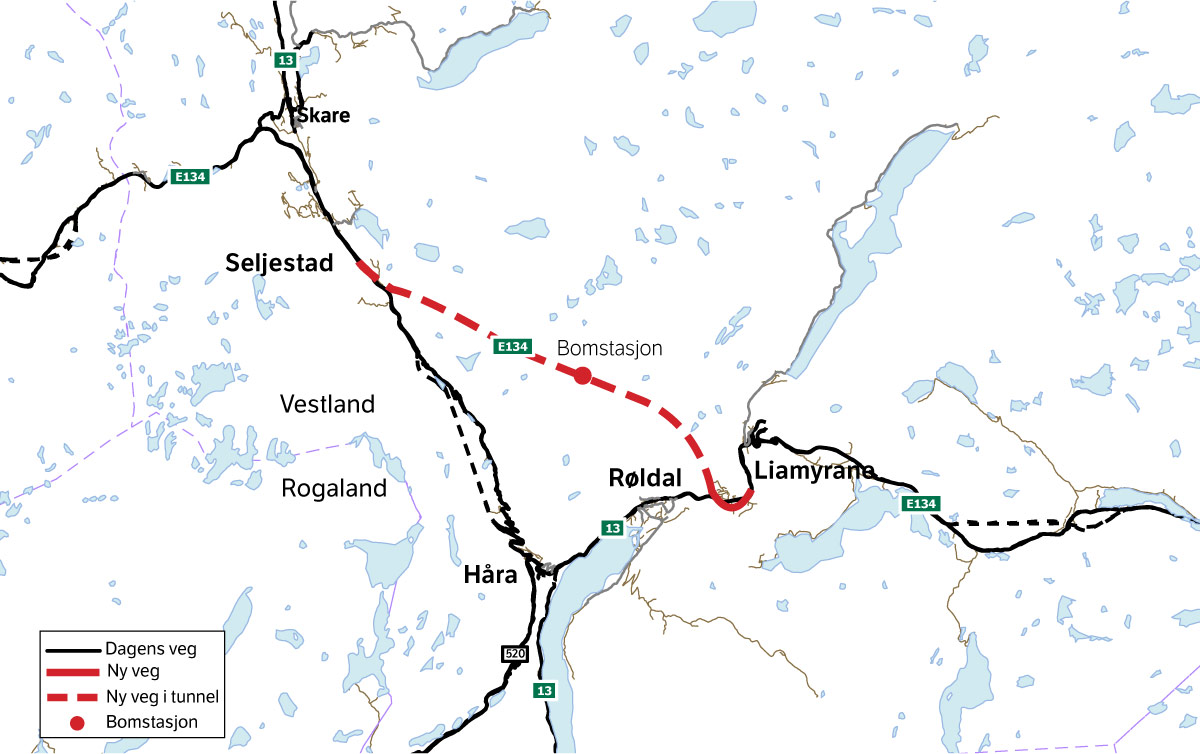 13
Skare
E134
Seljestad
E134
Bomstasjon
Vestland
Røldal
Liamyrane
Rogaland
E134
13
Håra
Dagens veg
520
Ny veg
13
Ny veg i tunnel
Bomstasjon